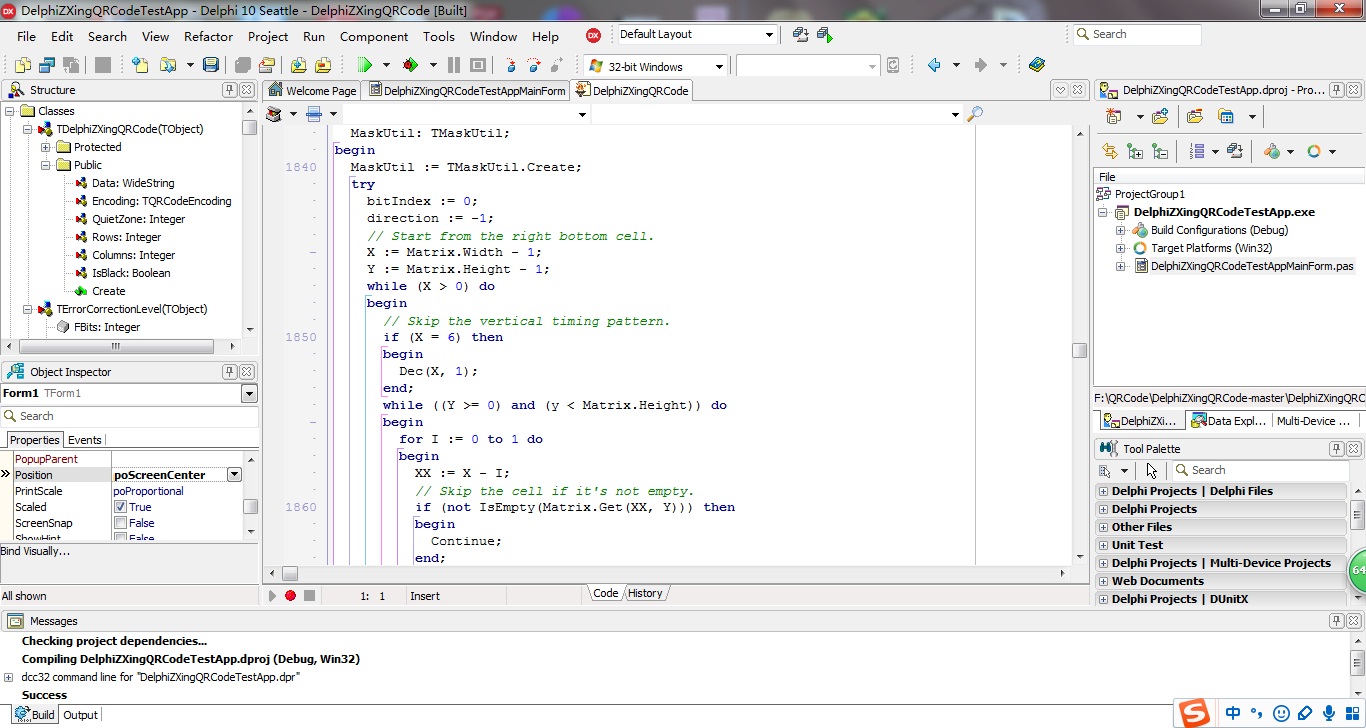 DelphiZXingQRCodeTestApp - Delphi 10 Seattle - DelphiZXingQRCode [Built]
File Edit Search View Refactor Project Run Component Tools Window Help DX Default Layout Search
32-bit Windows
Structure
Classes
TDelphiZXingQRCode(TObject)
Protected
Public
Data: WideString
Encoding: TQRCodeEncoding
QuietZone: Integer
Rows: Integer
Columns: Integer
IsBlack: Boolean
Create
TErrorCorrectionLevel(TObject)
FBits: Integer
Object Inspector
Form1 TForm1
Search
Properties Events
PopupParent
Position poScreenCenter
PrintScale poProportional
Scaled True
ScreenSnap False
ShowHint False
Bind Visually...
All shown
Welcome Page DelphiZXingQRCodeTestAppMainForm DelphiZXingQRCode
MaskUtil: TMaskUtil;
begin
1840 MaskUtil := TMaskUtil.Create;
try
bitIndex := 0;
direction := -1;
// Start from the right bottom cell.
X := Matrix.Width - 1;
Y := Matrix.Height - 1;
while (X > 0) do
begin
// Skip the vertical timing pattern.
1850 if (X = 6) then
begin
Dec(X, 1);
end;
while ((Y >= 0) and (y < Matrix.Height)) do
begin
for I := 0 to 1 do
begin
XX := X - I;
// Skip the cell if it's not empty.
1860 if (not IsEmpty(Matrix.Get(XX, Y))) then
begin
Continue;
end;
1: 1 Insert Code History
DelphiZXingQRCodeTestApp.dproj - Pro...
File
ProjectGroup1
DelphiZXingQRCodeTestApp.exe
Build Configurations (Debug)
Target Platforms (Win32)
DelphiZXingQRCodeTestAppMainForm.pas
F:\QRCode\DelphiZXingQRCode-master\DelphiZXingQRC
DelphiZXi... Data Expl... Multi-Device ...
Tool Palette
Search
Delphi Projects | Delphi Files
Delphi Projects
Other Files
Unit Test
Delphi Projects | Multi-Device Projects
Web Documents
Delphi Projects | DUnitX
64
Messages
Checking project dependencies...
Compiling DelphiZXingQRCodeTestApp.dproj (Debug, Win32)
dcc32 command line for "DelphiZXingQRCodeTestApp.dpr"
Success
Build Output
S 中